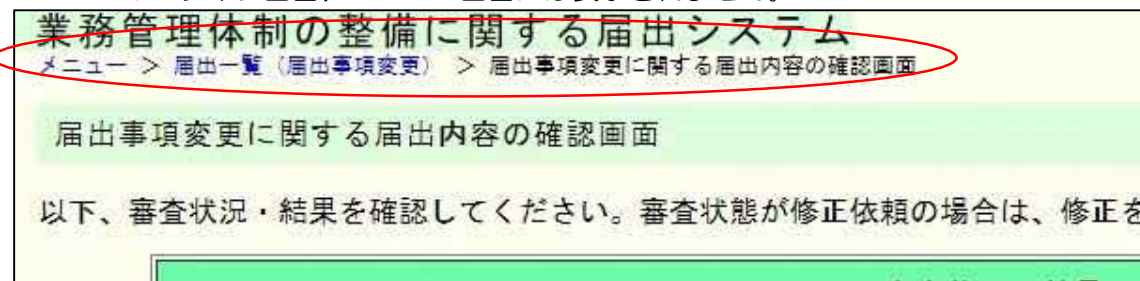 業務管理体制の整備に関する届出システム
メニュー > 届出一覧（届出事項変更） > 届出事項変更に関する届出内容の確認画面
届出事項変更に関する届出内容の確認画面
以下、審査状況・結果を確認してください。審査状態が修正依頼の場合は、修正を